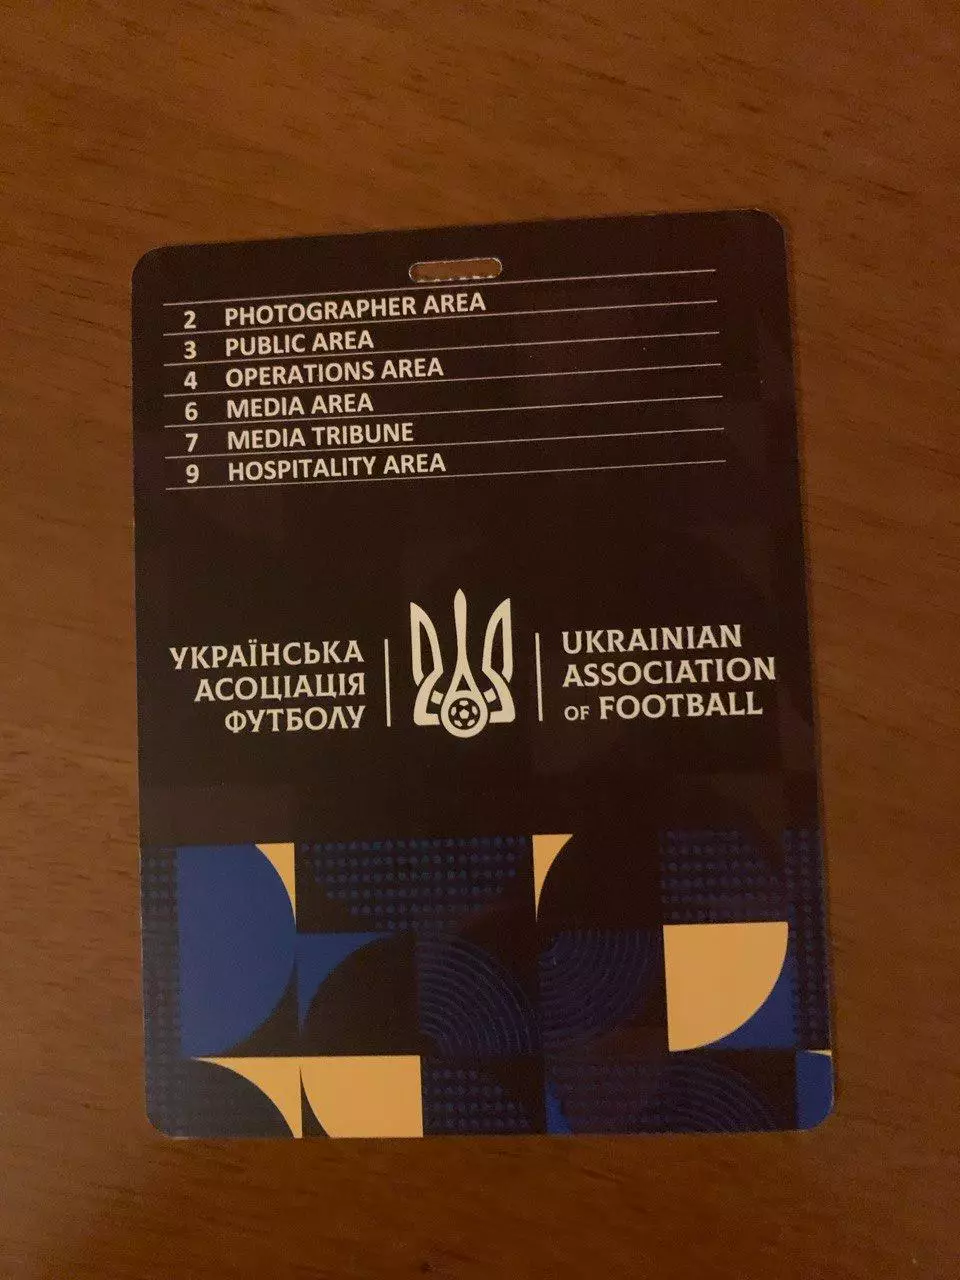 2 PHOTOGRAPHER AREA
3 PUBLIC AREA
4 OPERATIONS AREA
6 MEDIA AREA
7 MEDIA TRIBUNE
9 HOSPITALITY AREA
УКРАЇНСЬКА
АСОЦІАЦІЯ
ФУТБОЛУ
UKRAINIAN
ASSOCIATION
OF FOOTBALL